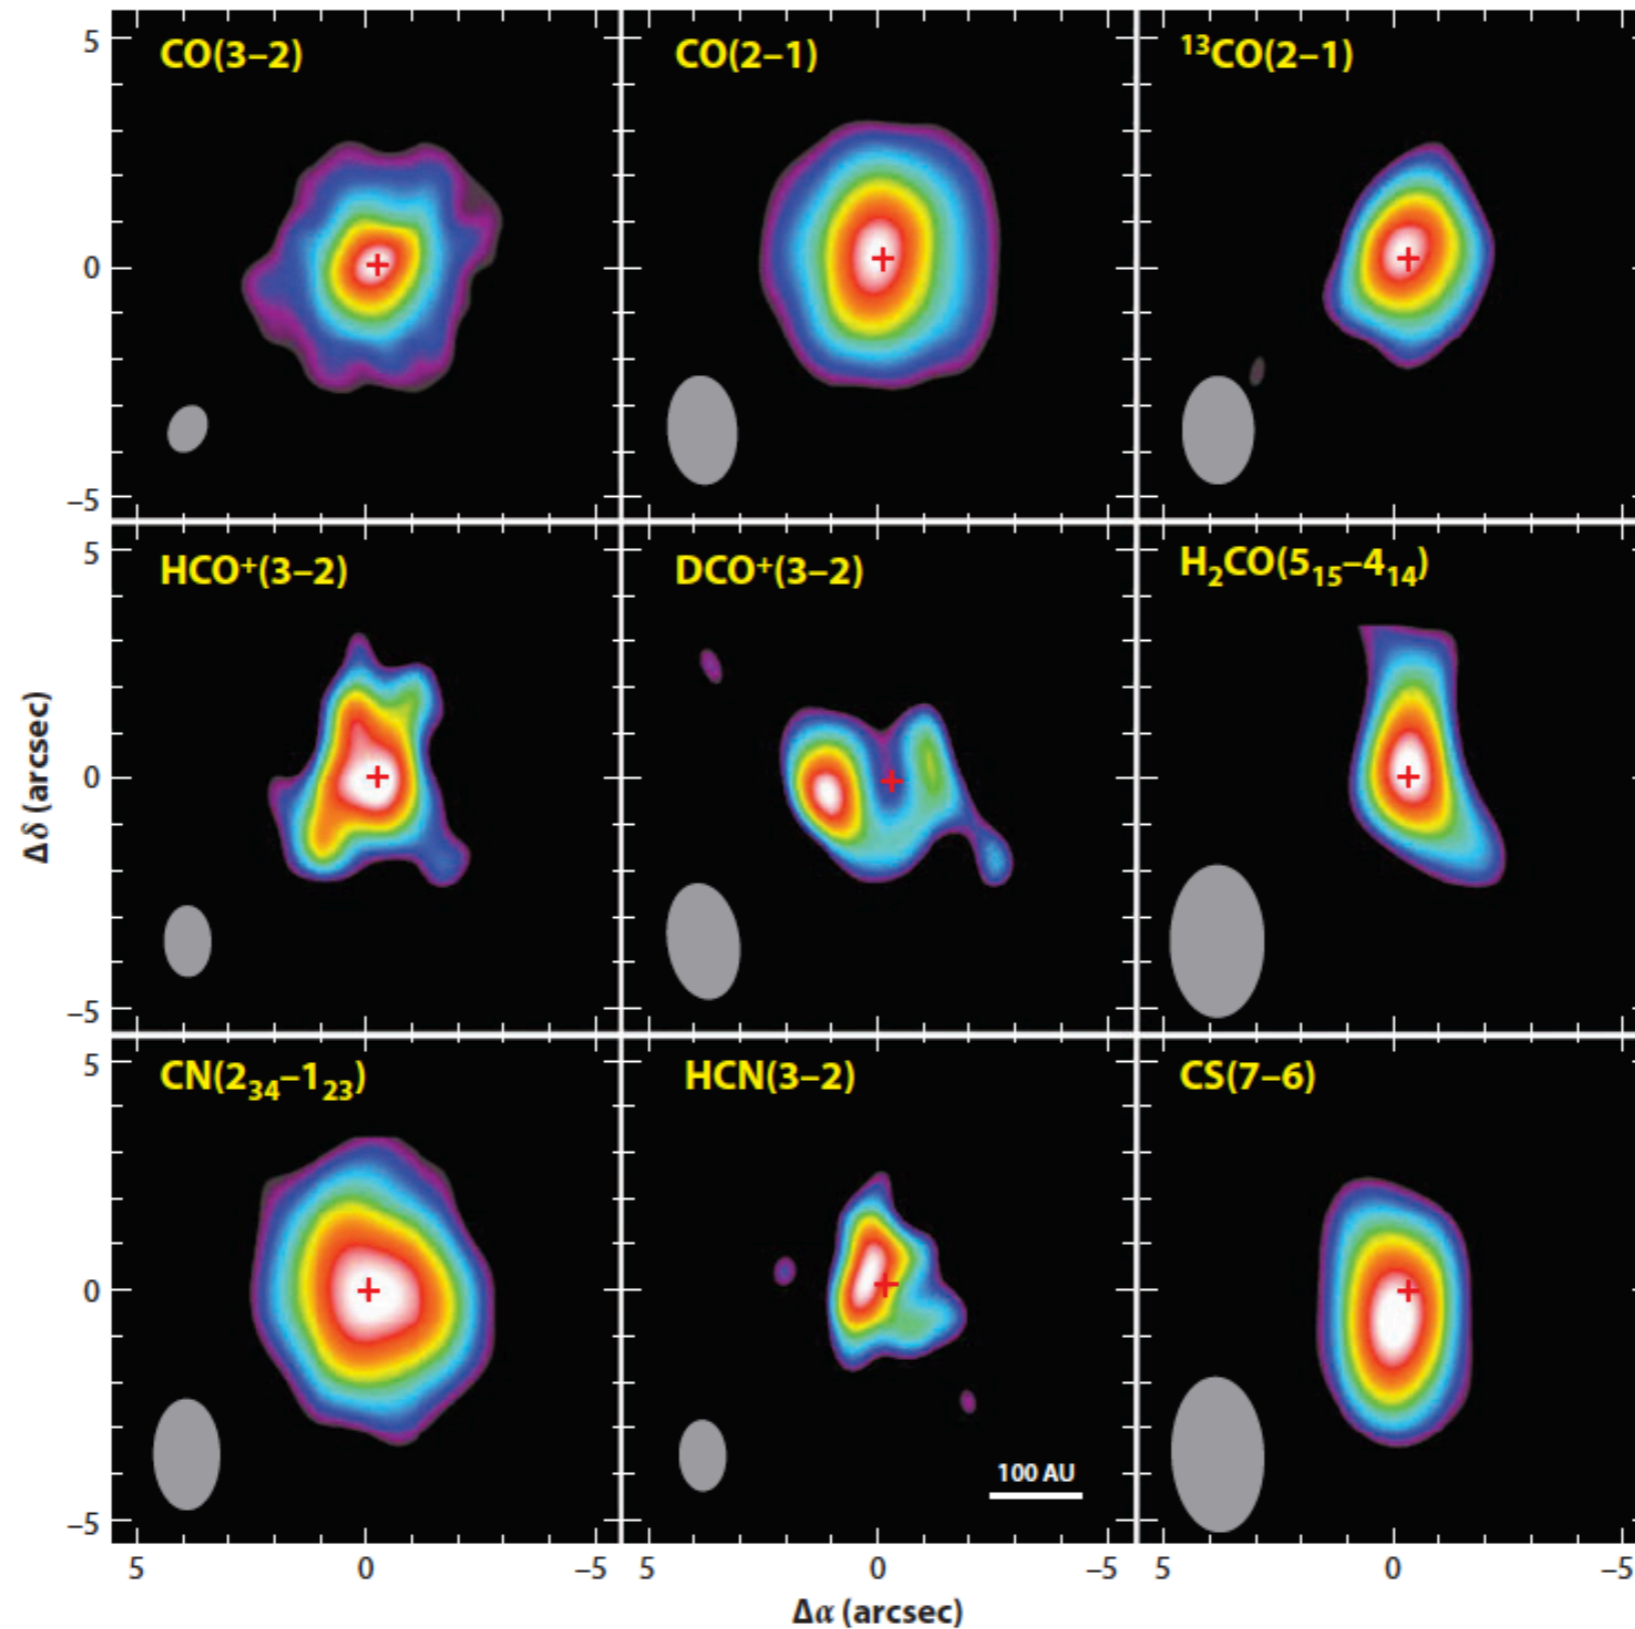 CO(3–2)
CO(2–1)
¹³CO(2–1)
5
0
–5
HCO⁺(3–2)
DCO⁺(3–2)
H₂CO(5₁₅–4₁₄)
5
0
–5
CN(2₃₄–1₂₃)
HCN(3–2)
CS(7–6)
5
0
–5
100 AU
5
0
–5
5
0
–5
5
0
–5
Δδ (arcsec)
Δα (arcsec)